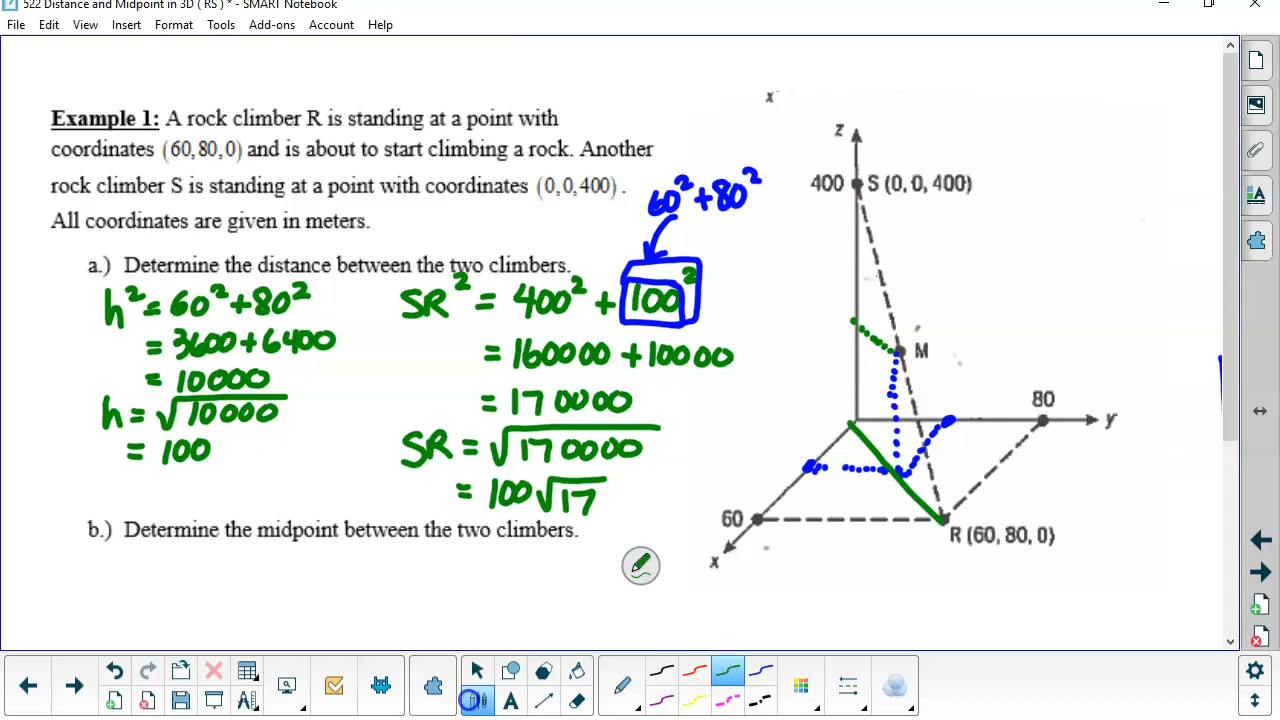 522 Distance and Midpoint in 3D ( RS ) * - SMART Notebook
File Edit View Insert Format Tools Add-ons Account Help
Example 1: A rock climber R is standing at a point with
coordinates (60,80,0) and is about to start climbing a rock. Another
rock climber S is standing at a point with coordinates (0,0,400).
All coordinates are given in meters.
60² + 80²
a.) Determine the distance between the two climbers.
h² = 60² + 80²
= 3600 + 6400
= 10000
h = √10000
= 100
SR² = 400² + 100²
= 160000 + 10000
= 170000
SR = √170000
= 100√17
b.) Determine the midpoint between the two climbers.
x
z
400 S (0, 0, 400)
M
80
y
60
R (60, 80, 0)
x
A
A